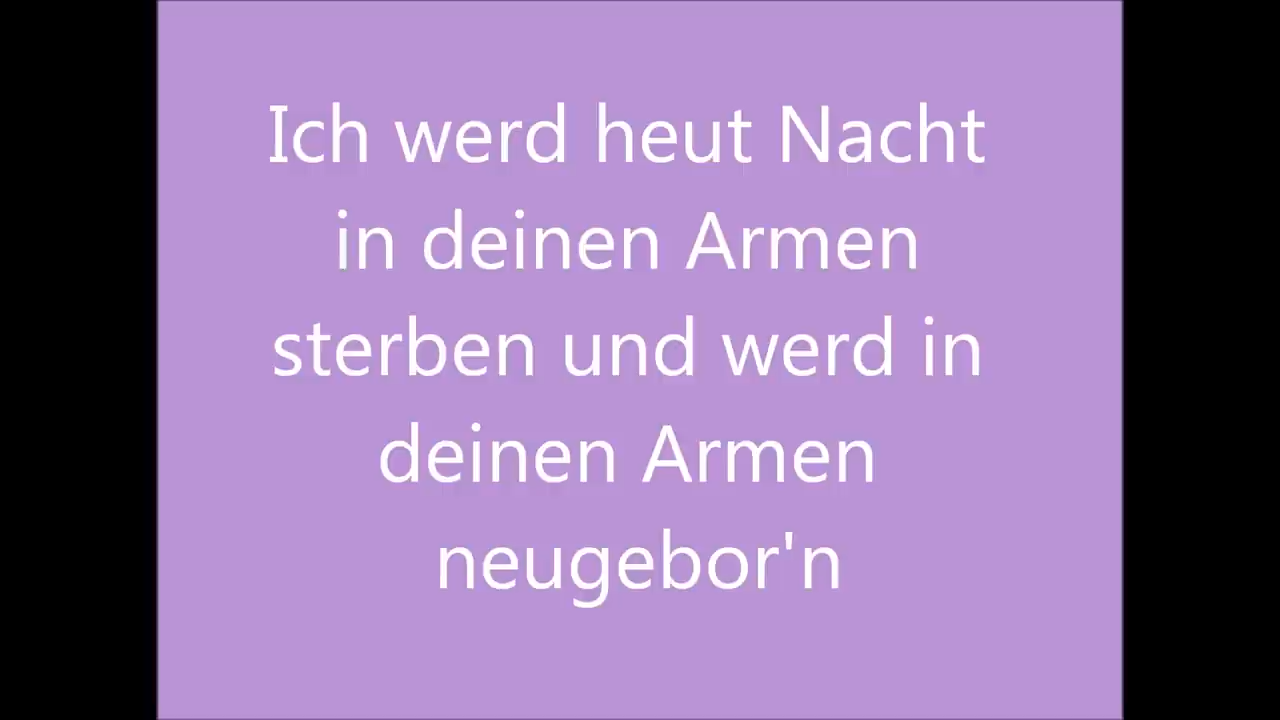 Ich werd heut Nacht
in deinen Armen
sterben und werd in
deinen Armen
neugebor'n